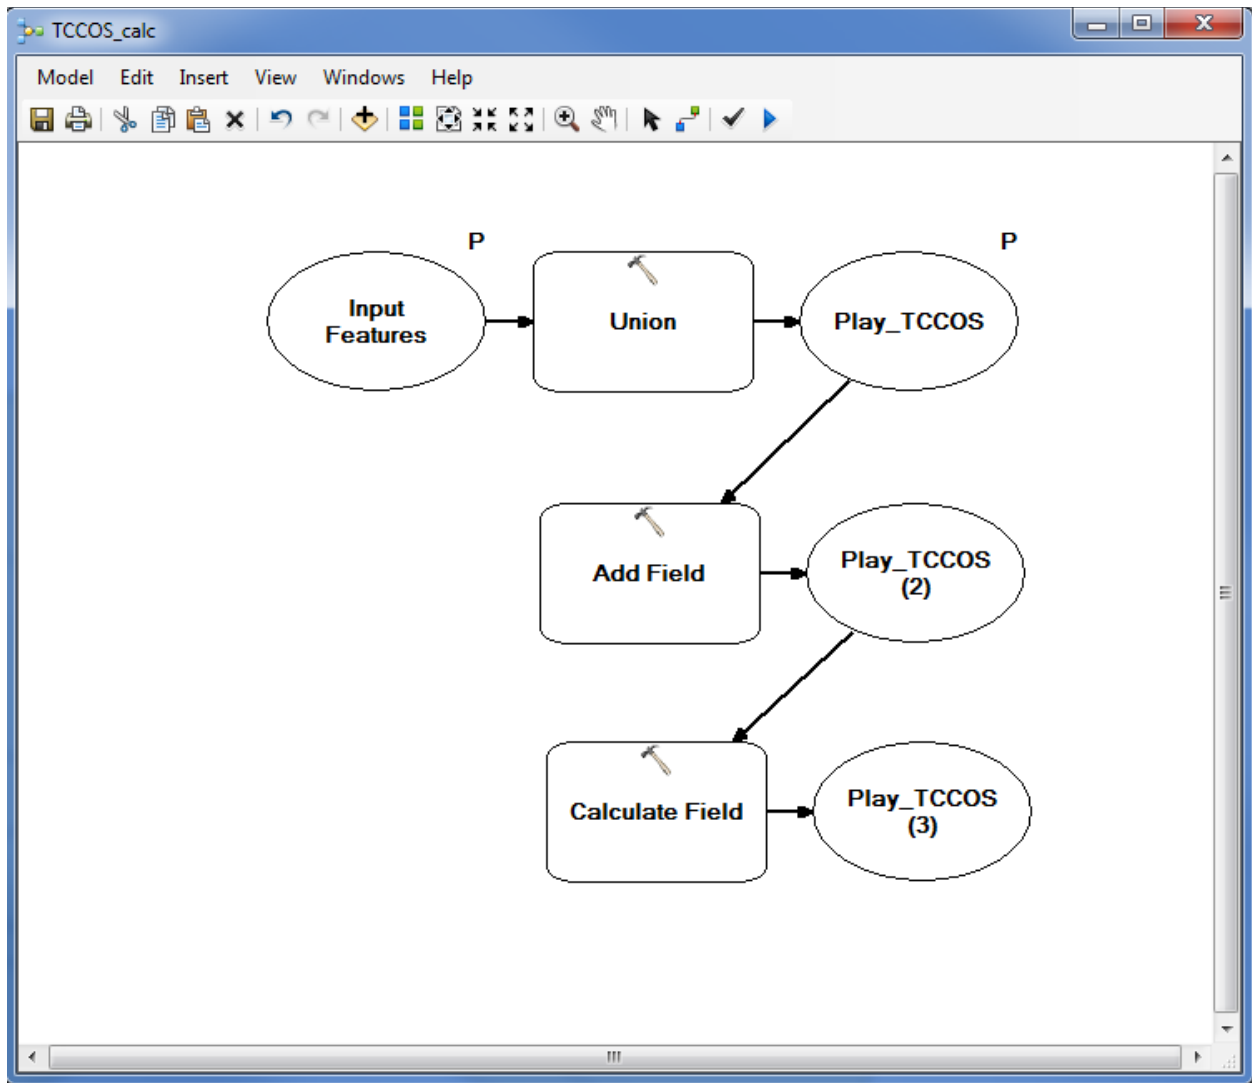 TCCOS_calc
Model Edit Insert View Windows Help
P
P
Input
Features
Union
Play_TCCOS
Add Field
Play_TCCOS
(2)
Calculate Field
Play_TCCOS
(3)